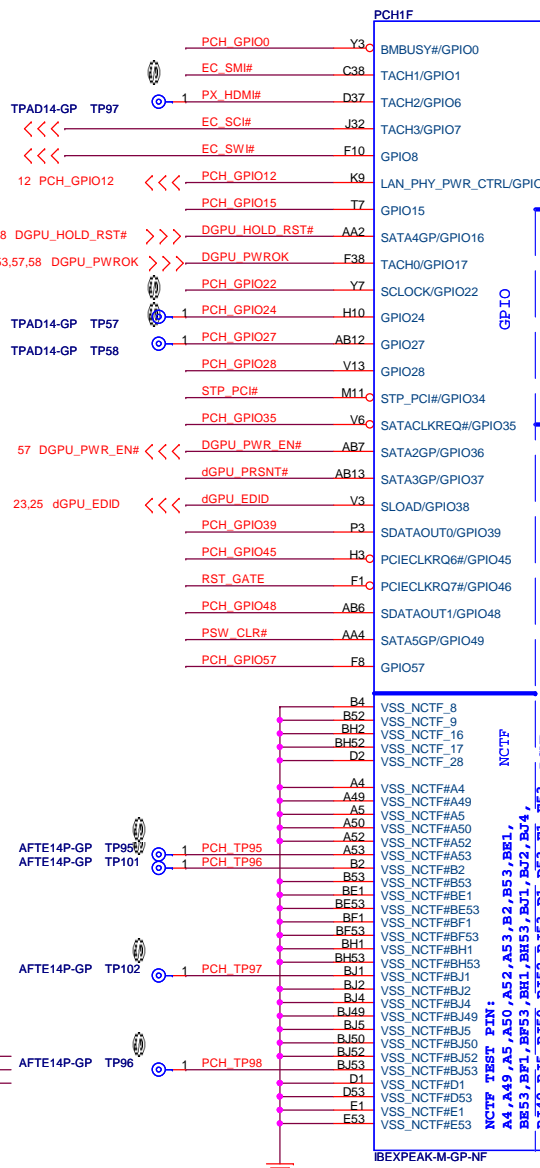 PCH1F
PCH_GPIO0 Y3 BMBUSY#/GPIO0
EC_SMI# C38 TACH1/GPIO1
TPAD14-GP TP97 1 PX_HDMI# D37 TACH2/GPIO6
EC_SCI# J32 TACH3/GPIO7
EC_SWI# F10 GPIO8
12 PCH_GPIO12 PCH_GPIO12 K9 LAN_PHY_PWR_CTRL/GPIO
PCH_GPIO15 T7 GPIO15
8 DGPU_HOLD_RST# DGPU_HOLD_RST# AA2 SATA4GP/GPIO16
53,57,58 DGPU_PWROK DGPU_PWROK F38 TACH0/GPIO17
PCH_GPIO22 Y7 SCLOCK/GPIO22
TPAD14-GP TP57 1 PCH_GPIO24 H10 GPIO24
TPAD14-GP TP58 1 PCH_GPIO27 AB12 GPIO27
PCH_GPIO28 V13 GPIO28
STP_PCI# M11 STP_PCI#/GPIO34
PCH_GPIO35 V6 SATACLKREQ#/GPIO35
57 DGPU_PWR_EN# DGPU_PWR_EN# AB7 SATA2GP/GPIO36
dGPU_PRSNT# AB13 SATA3GP/GPIO37
23,25 dGPU_EDID dGPU_EDID V3 SLOAD/GPIO38
PCH_GPIO39 P3 SDATAOUT0/GPIO39
PCH_GPIO45 H3 PCIECLKRQ6#/GPIO45
RST_GATE F1 PCIECLKRQ7#/GPIO46
PCH_GPIO48 AB6 SDATAOUT1/GPIO48
PSW_CLR# AA4 SATA5GP/GPIO49
PCH_GPIO57 F8 GPIO57
GPIO
B4 VSS_NCTF_8
B52 VSS_NCTF_9
BH2 VSS_NCTF_16
BH52 VSS_NCTF_17
D2 VSS_NCTF_28
NCTF
A4 VSS_NCTF#A4
A49 VSS_NCTF#A49
A5 VSS_NCTF#A5
A50 VSS_NCTF#A50
A52 VSS_NCTF#A52
AFTE14P-GP TP95 1 PCH_TP95 A53 VSS_NCTF#A53
AFTE14P-GP TP101 1 PCH_TP96 B2 VSS_NCTF#B2
B53 VSS_NCTF#B53
BE1 VSS_NCTF#BE1
BE53 VSS_NCTF#BE53
BF1 VSS_NCTF#BF1
BF53 VSS_NCTF#BF53
BH1 VSS_NCTF#BH1
BH53 VSS_NCTF#BH53
AFTE14P-GP TP102 1 PCH_TP97 BJ1 VSS_NCTF#BJ1
BJ2 VSS_NCTF#BJ2
BJ4 VSS_NCTF#BJ4
BJ49 VSS_NCTF#BJ49
BJ5 VSS_NCTF#BJ5
BJ50 VSS_NCTF#BJ50
BJ52 VSS_NCTF#BJ52
AFTE14P-GP TP96 1 PCH_TP98 BJ53 VSS_NCTF#BJ53
D1 VSS_NCTF#D1
D53 VSS_NCTF#D53
E1 VSS_NCTF#E1
E53 VSS_NCTF#E53
NCTF TEST PIN:
A4,A49,A5,A50,A52,A53,B2,B53,BE1,
BE53,BF1,BF53,BH1,BH53,BJ1,BJ2,BJ4,
IBEXPEAK-M-GP-NF